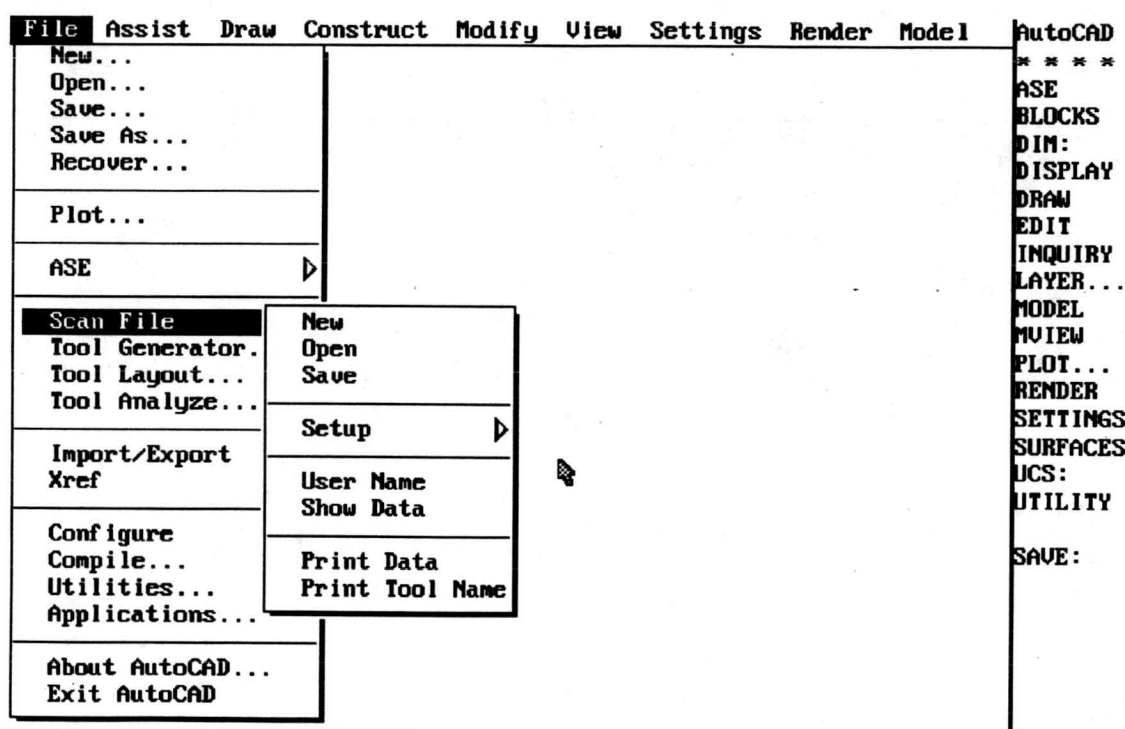 File Assist Draw Construct Modify View Settings Render Model
New...
Open...
Save...
Save As...
Recover...
Plot...
ASE
Scan File
Tool Generator.
Tool Layout...
Tool Analyze...
Import/Export
Xref
Configure
Compile...
Utilities...
Applications...
About AutoCAD...
Exit AutoCAD
New
Open
Save
Setup
User Name
Show Data
Print Data
Print Tool Name
AutoCAD
* * * *
ASE
BLOCKS
DIM:
DISPLAY
DRAW
EDIT
INQUIRY
LAYER...
MODEL
MVIEW
PLOT...
RENDER
SETTINGS
SURFACES
UCS:
UTILITY
SAVE: